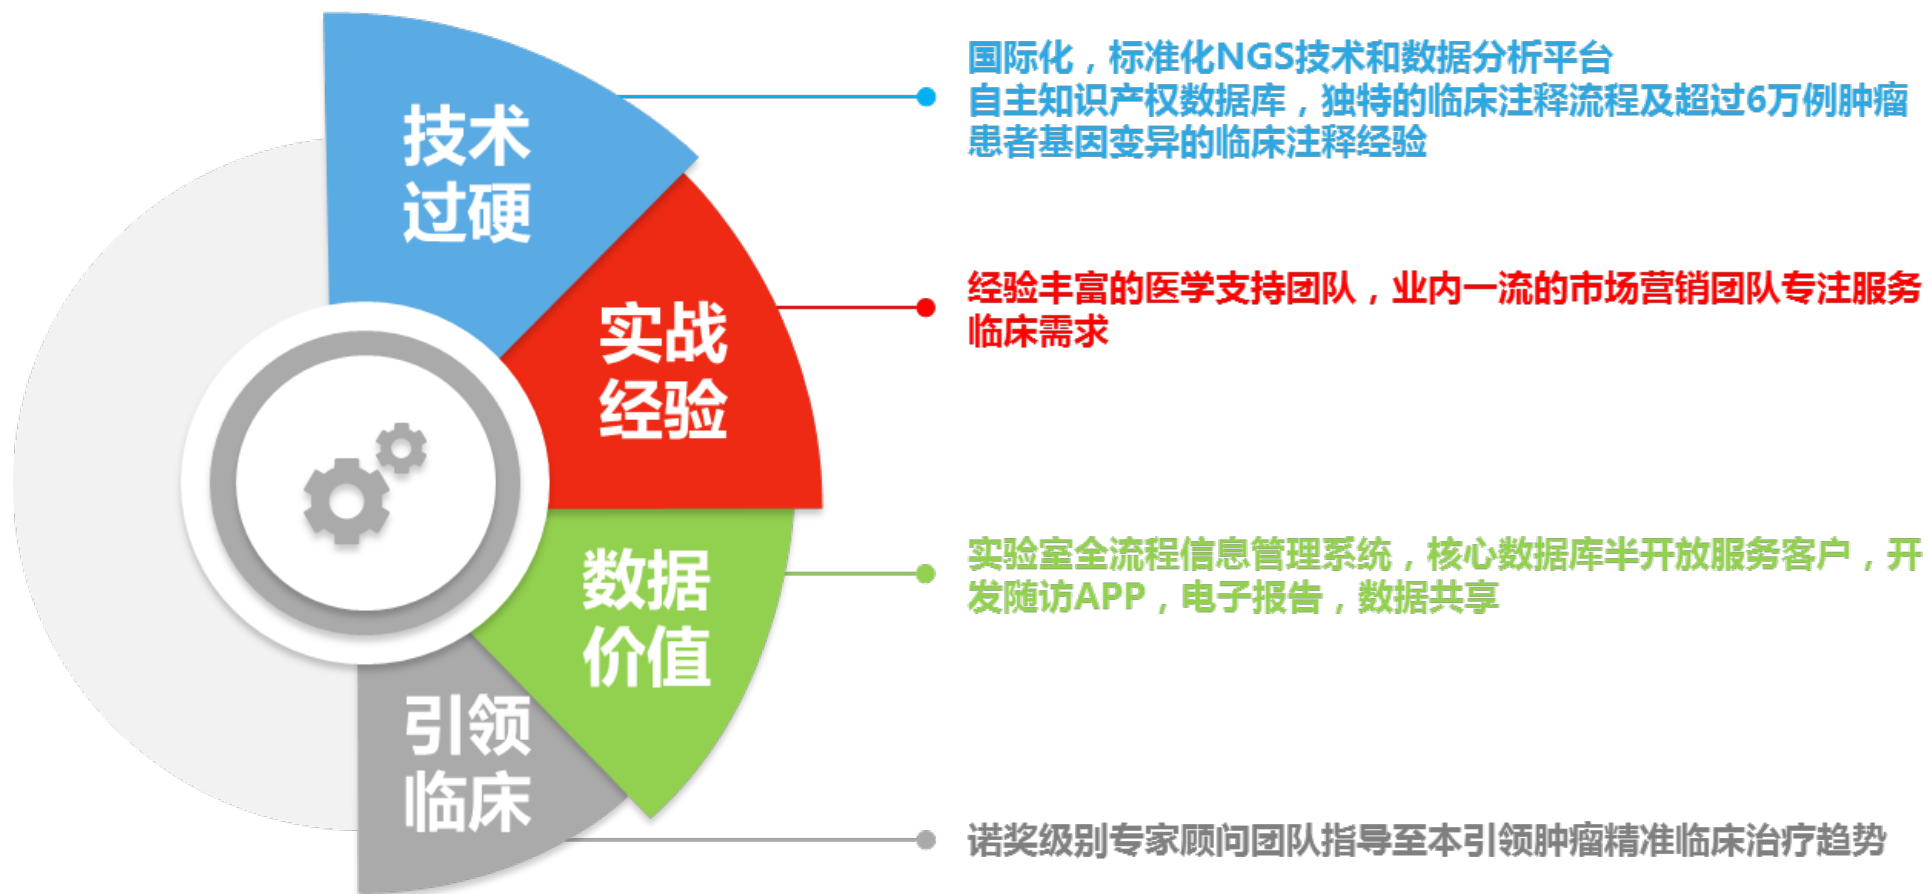 技术
过硬
国际化，标准化NGS技术和数据分析平台
自主知识产权数据库，独特的临床注释流程及超过6万例肿瘤
患者基因变异的临床注释经验
实战
经验
经验丰富的医学支持团队，业内一流的市场营销团队专注服务
临床需求
数据
价值
实验室全流程信息管理系统，核心数据库半开放服务客户，开
发随访APP，电子报告，数据共享
引领
临床
诺奖级别专家顾问团队指导至本引领肿瘤精准临床治疗趋势